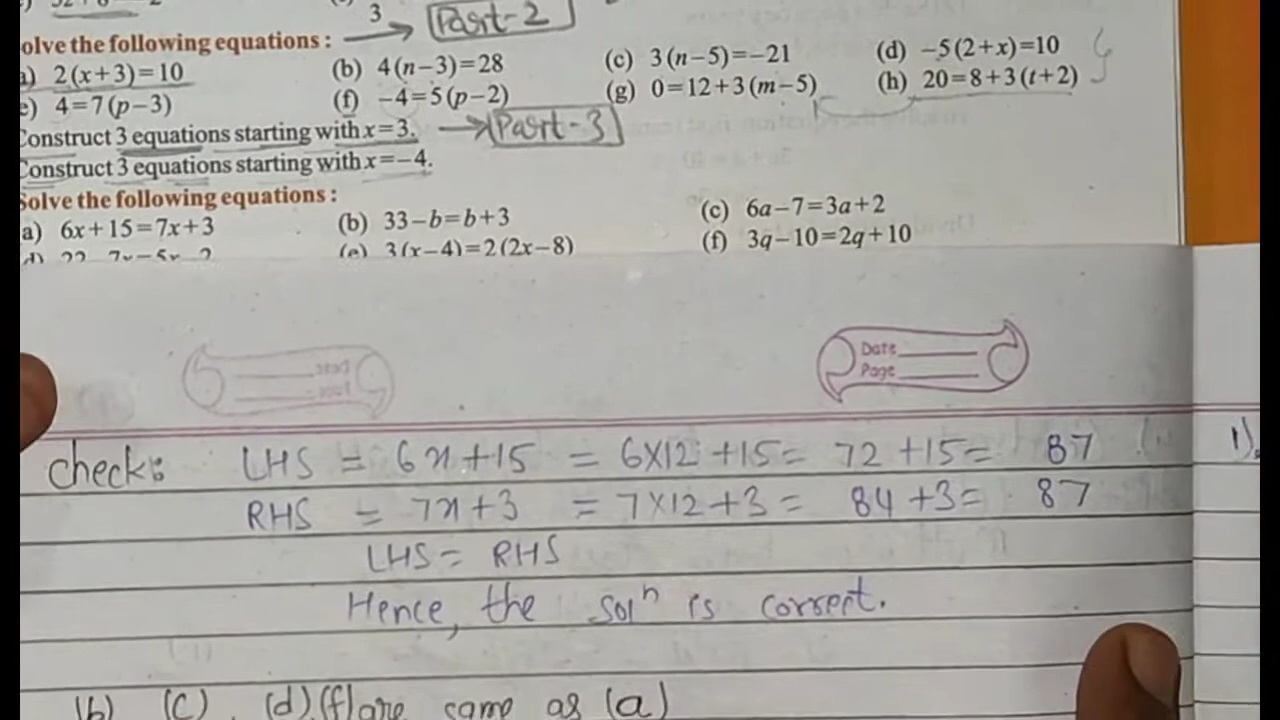 3 → Part-2
olve the following equations :
a) 2(x+3)=10 (b) 4(n−3)=28 (c) 3(n−5)=−21 (d) −5(2+x)=10
e) 4=7(p−3) (f) −4=5(p−2) (g) 0=12+3(m−5) (h) 20=8+3(t+2)
Construct 3 equations starting with x=3. → Part-3
Construct 3 equations starting with x=−4.
Solve the following equations :
a) 6x+15=7x+3 (b) 33−b=b+3 (c) 6a−7=3a+2
(e) 3(x−4)=2(2x−8) (f) 3q−10=2q+10
Date
Page
check: LHS = 6x+15 = 6×12+15= 72+15= 87
RHS = 7x+3 = 7×12+3= 84+3= 87
LHS= RHS
Hence, the solⁿ is correct.
1).
(b) (C), (d),(f) are same as (a)